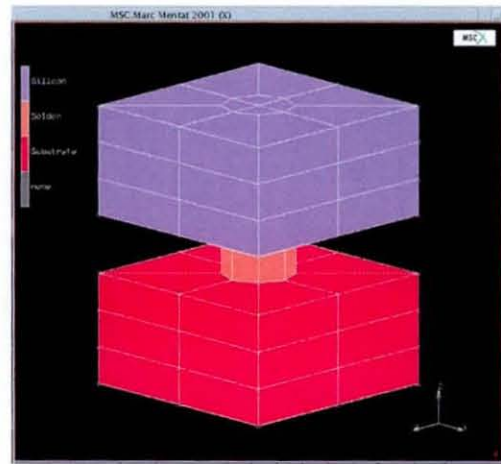 MSC.Marc Mentat 2001 (X)
MSC X
Silicon
Solder
Substrate
none